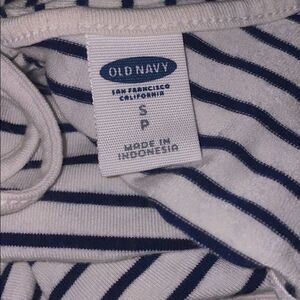 OLD NAVY
SAN FRANCISCO
CALIFORNIA
S
P
MADE IN
INDONESIA